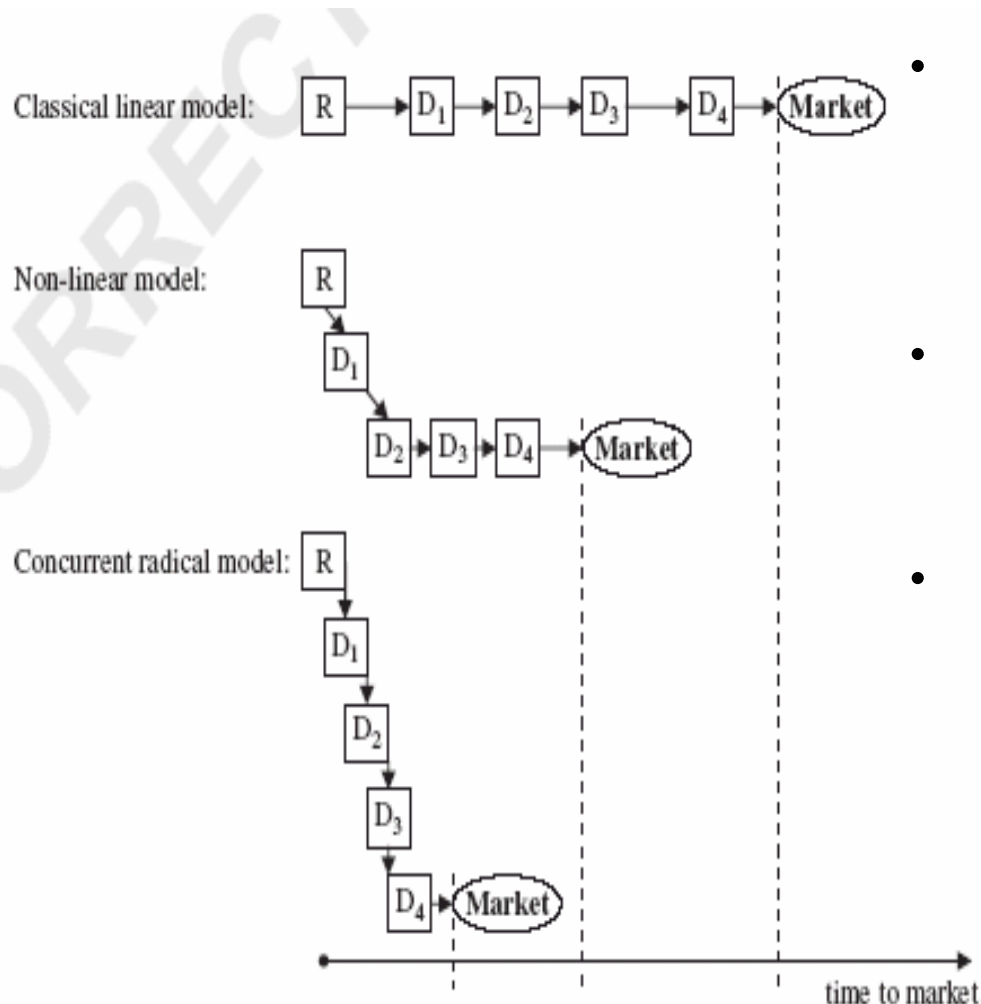 ORRECT
Classical linear model: R D₁ D₂ D₃ D₄ Market
Non-linear model: R
D₁
D₂ D₃ D₄ Market
Concurrent radical model: R
D₁
D₂
D₃
D₄ Market
time to market